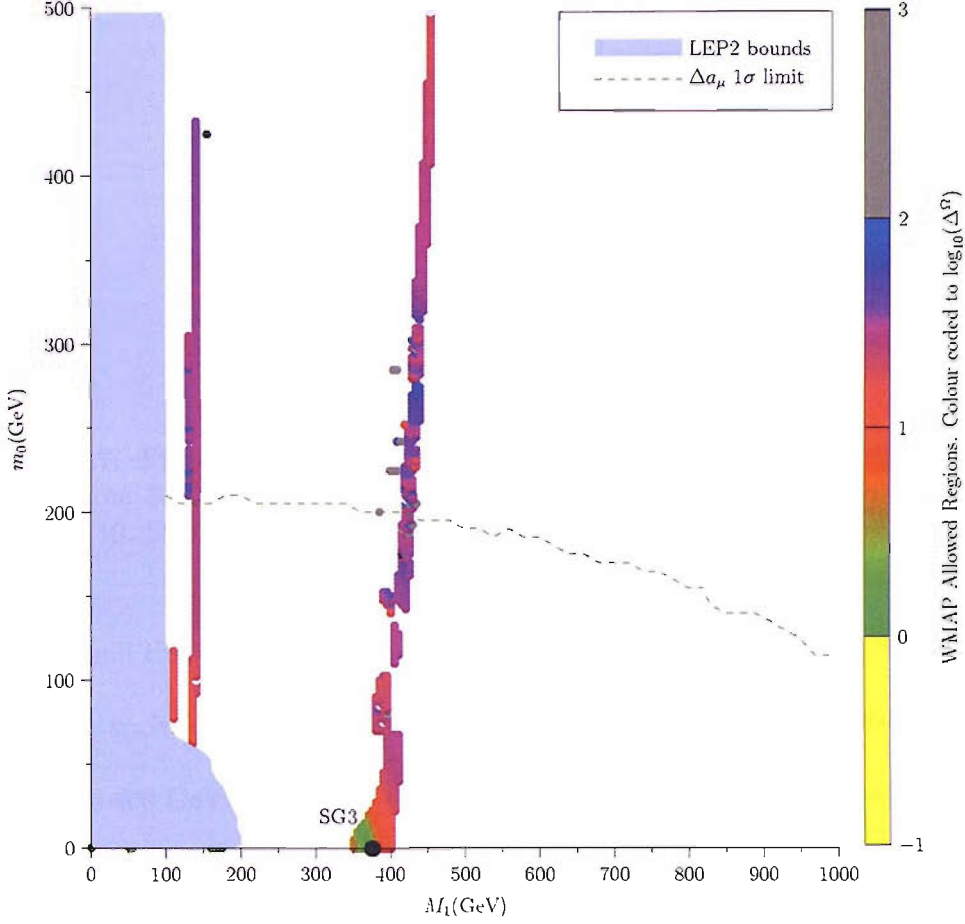 500
400
300
200
100
0
m₀(GeV)
LEP2 bounds
Δaμ 1σ limit
SG3
0 100 200 300 400 500 600 700 800 900 1000
M₁(GeV)
3
2
1
0
−1
WMAP Allowed Regions. Colour coded to log₁₀(Δ^Ω)